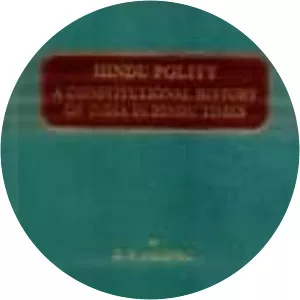 HINDU POLITY
A CONSTITUTIONAL HISTORY
OF INDIA IN HINDU TIMES